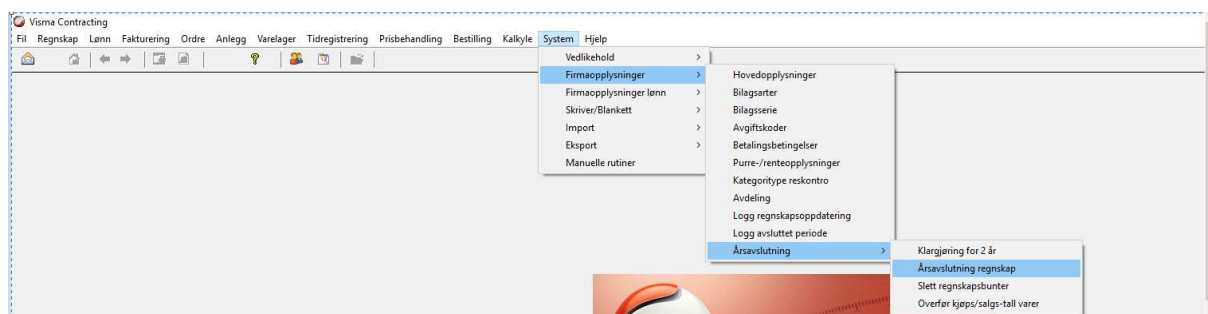 Visma Contracting
Fil Regnskap Lønn Fakturering Ordre Anlegg Varelager Tidregistrering Prisbehandling Bestilling Kalkyle System Hjelp
Vedlikehold
Firmaopplysninger
Firmaopplysninger lønn
Skriver/Blankett
Import
Eksport
Manuelle rutiner
Hovedopplysninger
Bilagsarter
Bilagsserie
Avgiftskoder
Betalingsbetingelser
Purre-/renteopplysninger
Kategoritype reskontro
Avdeling
Logg regnskapsoppdatering
Logg avsluttet periode
Årsavslutning
Klargjøring for 2 år
Årsavslutning regnskap
Slett regnskapsbunter
Overfør kjøps/salgs-tall varer